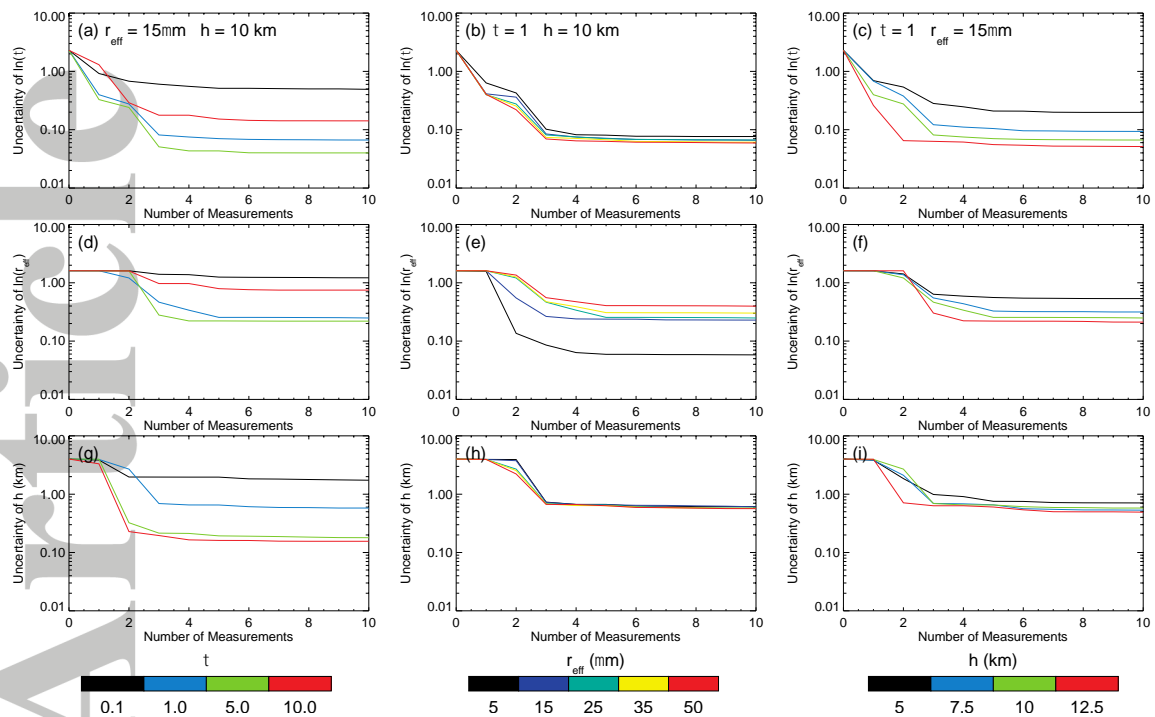 (a) r_eff = 15mm h = 10 km
(b) t = 1 h = 10 km
(c) t = 1 r_eff = 15mm
Uncertainty of ln(t)
10.00
1.00
0.10
0.01
0 2 4 6 8 10
Number of Measurements
Uncertainty of ln(t)
10.00
1.00
0.10
0.01
0 2 4 6 8 10
Number of Measurements
Uncertainty of ln(t)
10.00
1.00
0.10
0.01
0 2 4 6 8 10
Number of Measurements
(d)
Uncertainty of ln(r_eff)
10.00
1.00
0.10
0.01
0 2 4 6 8 10
Number of Measurements
(e)
Uncertainty of ln(r_eff)
10.00
1.00
0.10
0.01
0 2 4 6 8 10
Number of Measurements
(f)
Uncertainty of ln(r_eff)
10.00
1.00
0.10
0.01
0 2 4 6 8 10
Number of Measurements
(g)
Uncertainty of h (km)
10.00
1.00
0.10
0.01
0 2 4 6 8 10
Number of Measurements
(h)
Uncertainty of h (km)
10.00
1.00
0.10
0.01
0 2 4 6 8 10
Number of Measurements
(i)
Uncertainty of h (km)
10.00
1.00
0.10
0.01
0 2 4 6 8 10
Number of Measurements
t
0.1 1.0 5.0 10.0
r_eff (mm)
5 15 25 35 50
h (km)
5 7.5 10 12.5
Article